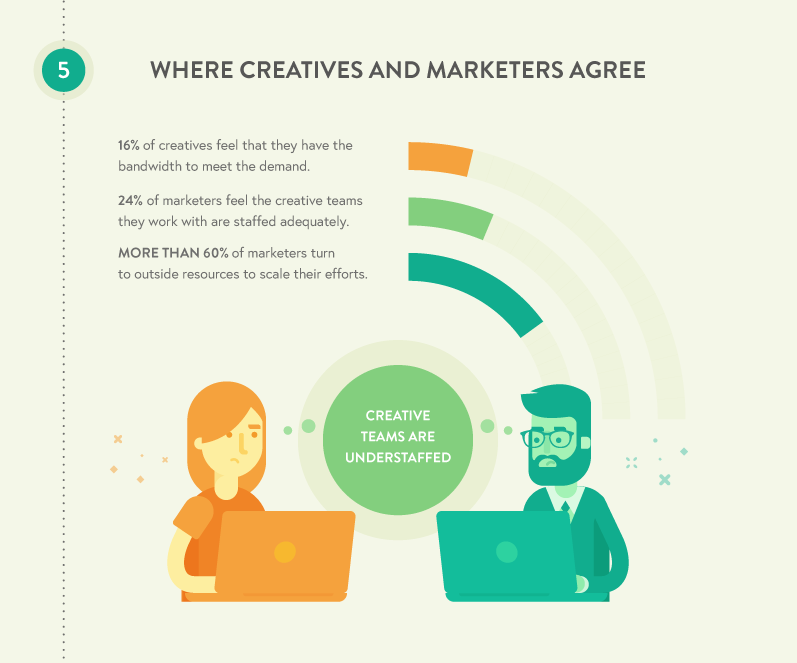 5
WHERE CREATIVES AND MARKETERS AGREE
16% of creatives feel that they have the
bandwidth to meet the demand.
24% of marketers feel the creative teams
they work with are staffed adequately.
MORE THAN 60% of marketers turn
to outside resources to scale their efforts.
CREATIVE
TEAMS ARE
UNDERSTAFFED